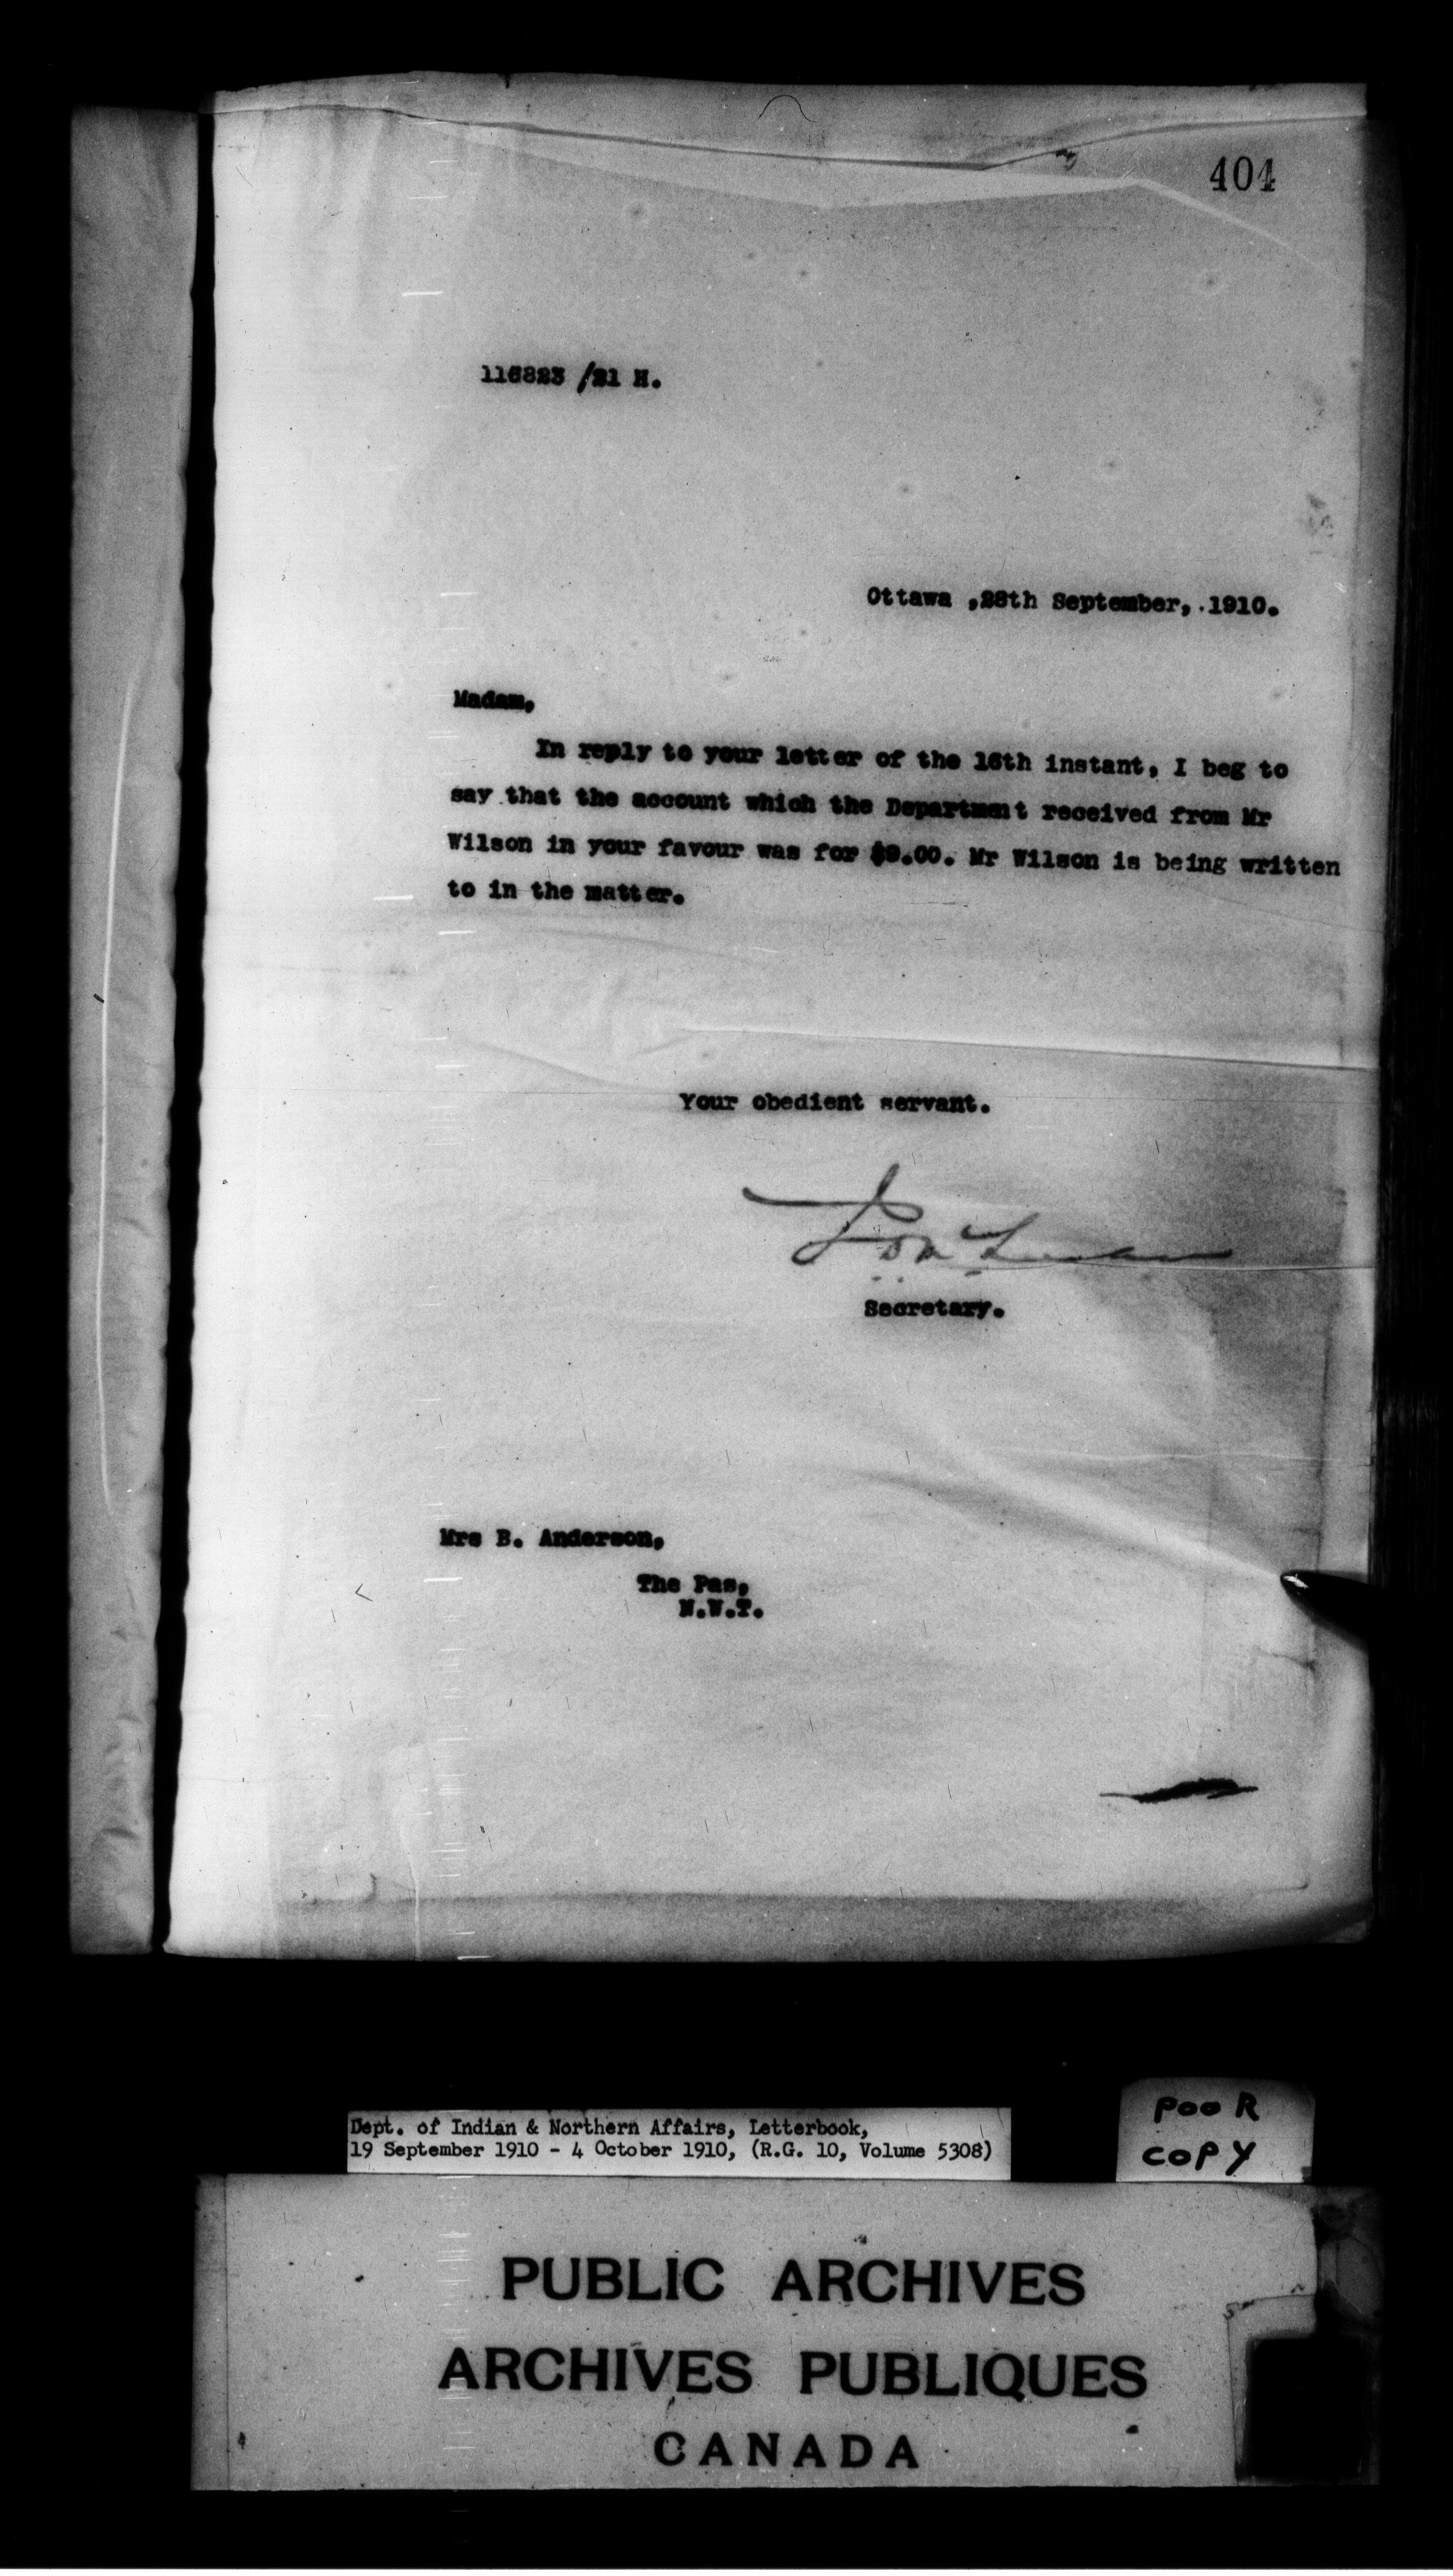 404
116823 /21 H.
Ottawa ,28th September, 1910.
Madam,
In reply to your letter of the 16th instant, I beg to
say that the account which the Department received from Mr
Wilson in your favour was for $9.00. Mr Wilson is being written
to in the matter.
Your obedient servant.
Secretary.
Mrs B. Anderson,
The Pas,
N.W.T.
Dept. of Indian & Northern Affairs, Letterbook,
19 September 1910 - 4 October 1910, (R.G. 10, Volume 5308)
POOR
COPY
PUBLIC ARCHIVES
ARCHIVES PUBLIQUES
CANADA